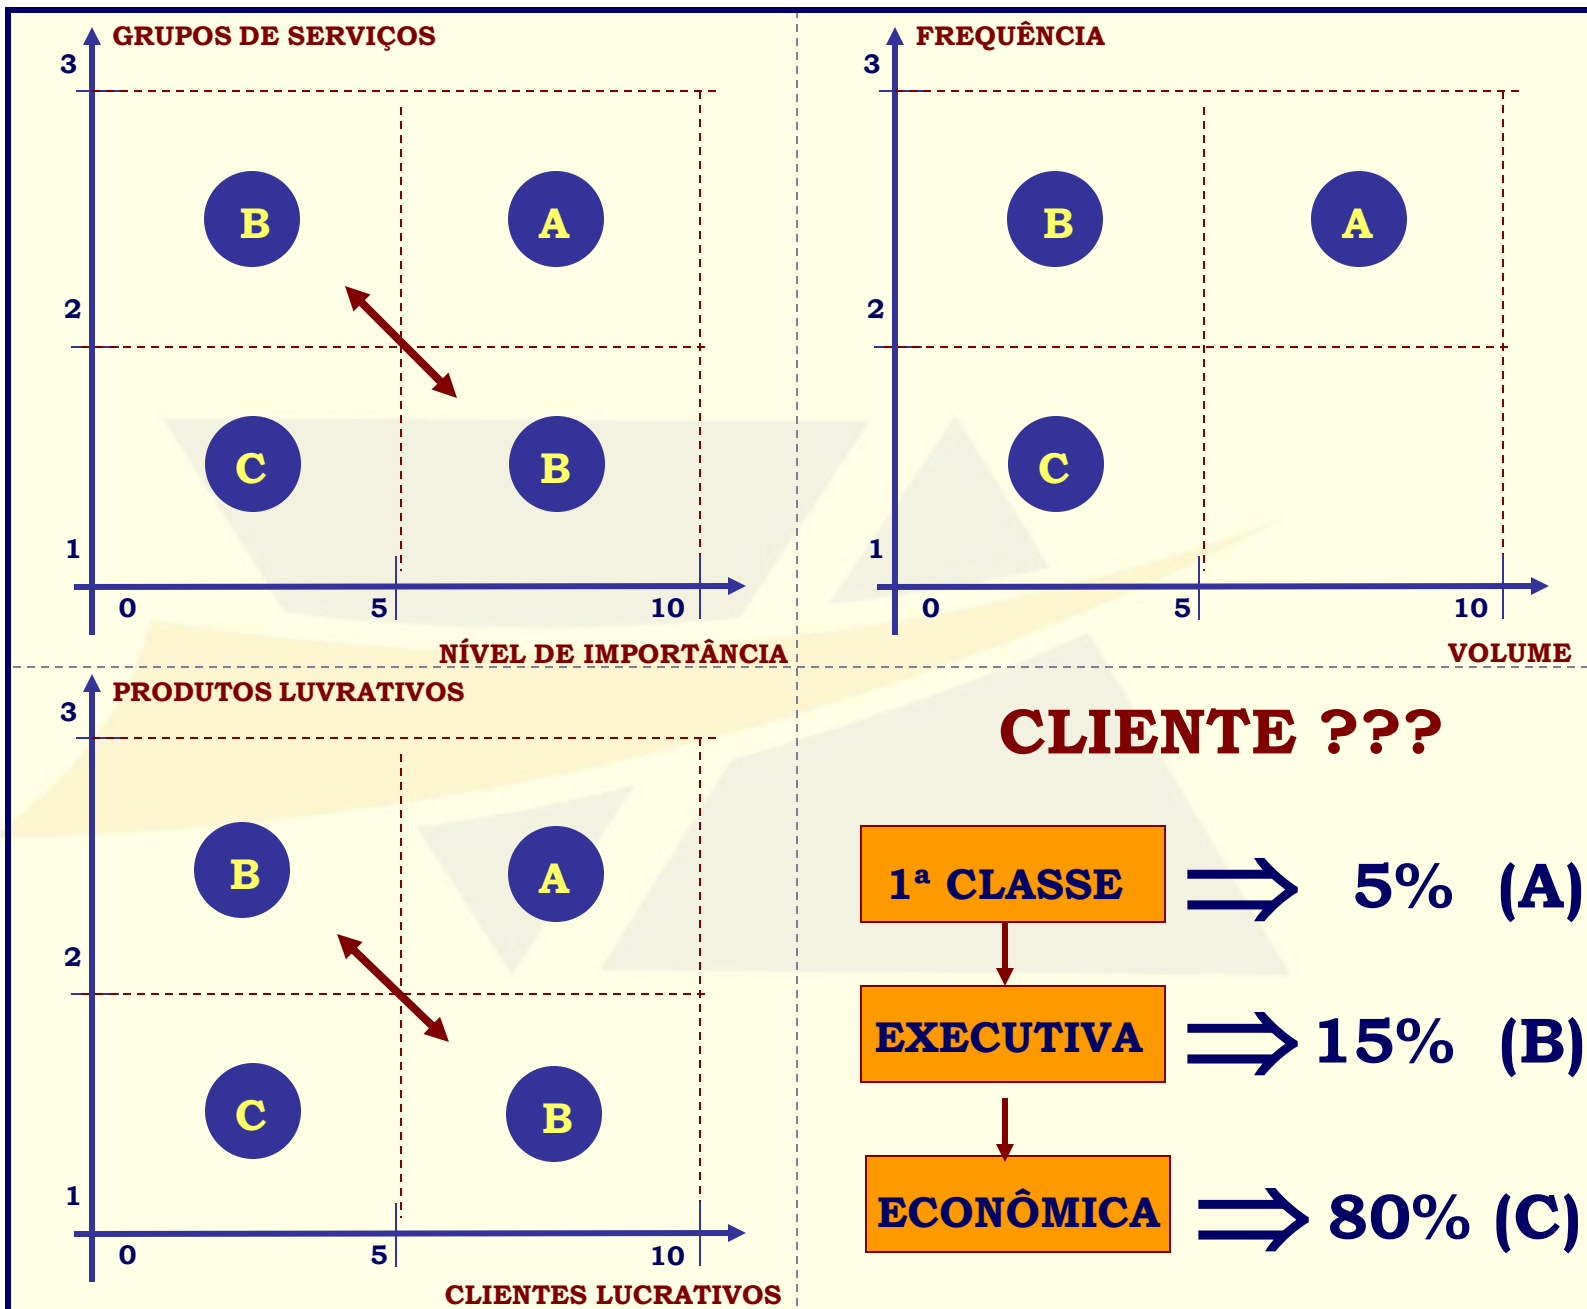 GRUPOS DE SERVIÇOS
3
B
A
2
C
B
1
0 5 10
NÍVEL DE IMPORTÂNCIA
FREQUÊNCIA
3
B
A
2
C
1
0 5 10
VOLUME
PRODUTOS LUVRATIVOS
3
B
A
2
C
B
1
0 5 10
CLIENTES LUCRATIVOS
CLIENTE ???
1ª CLASSE 5% (A)
EXECUTIVA 15% (B)
ECONÔMICA 80% (C)